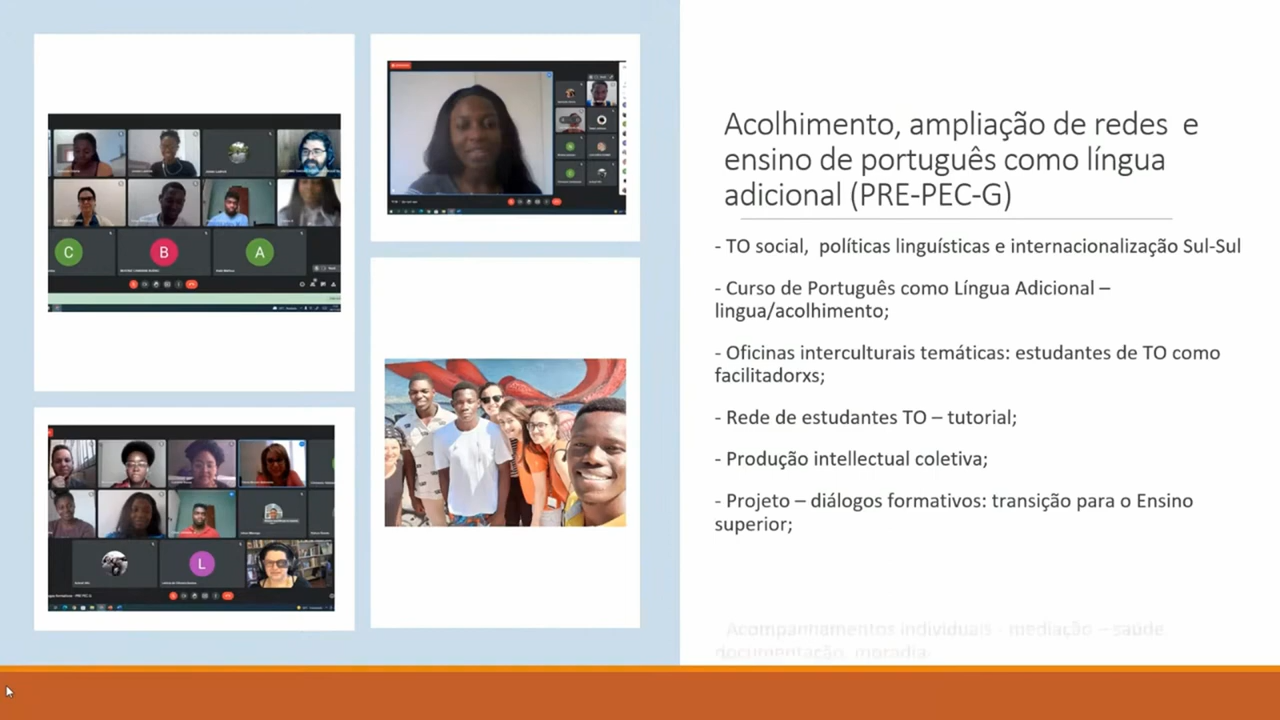 Acolhimento, ampliação de redes e
ensino de português como língua
adicional (PRE-PEC-G)
- TO social, políticas linguísticas e internacionalização Sul-Sul
- Curso de Português como Língua Adicional –
lingua/acolhimento;
- Oficinas interculturais temáticas: estudantes de TO como
facilitadorxs;
- Rede de estudantes TO – tutorial;
- Produção intellectual coletiva;
- Projeto – diálogos formativos: transição para o Ensino
superior;
Acompanhamentos individuais - mediação – saúde
documentação, moradia
C
B
A
L